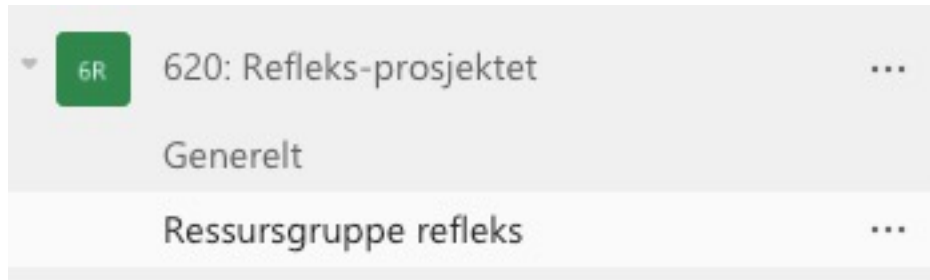 6R 620: Refleks-prosjektet ...
Generelt
Ressursgruppe refleks ...